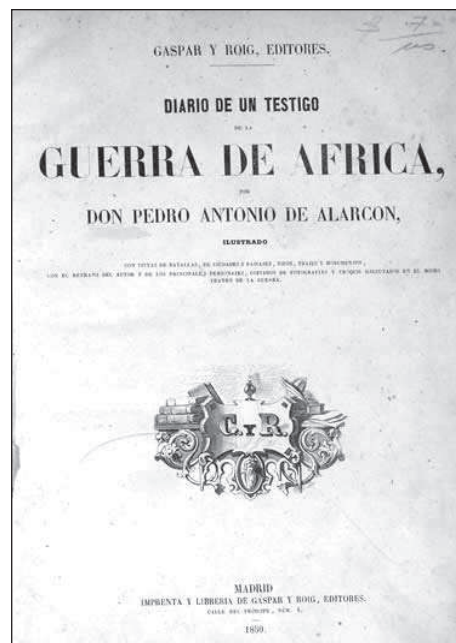 GASPAR Y ROIG, EDITORES.
DIARIO DE UN TESTIGO
DE LA
GUERRA DE AFRICA,
POR
DON PEDRO ANTONIO DE ALARCON,
ILUSTRADO
CON VISTAS DE BATALLAS, DE CIUDADES Y PAISAJES, TIPOS, TRAJES Y MONUMENTOS,
CON EL RETRATO DEL AUTOR Y DE LOS PRINCIPALES PERSONAJES, COPIADOS DE FOTOGRAFIAS Y CROQUIS EJECUTADOS EN EL MISMO
TEATRO DE LA GUERRA.
G. Y R.
MADRID
IMPRENTA Y LIBRERIA DE GASPAR Y ROIG, EDITORES.
CALLE DEL PRINCIPE, NÚM. 4.
1859.